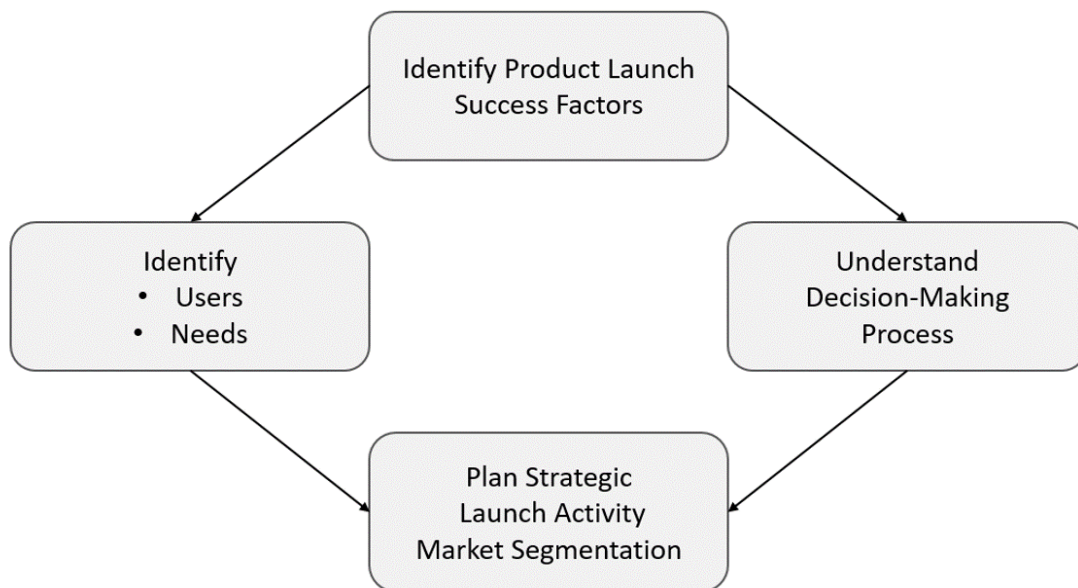 Identify Product Launch
Success Factors
Identify
• Users
• Needs
Understand
Decision-Making
Process
Plan Strategic
Launch Activity
Market Segmentation